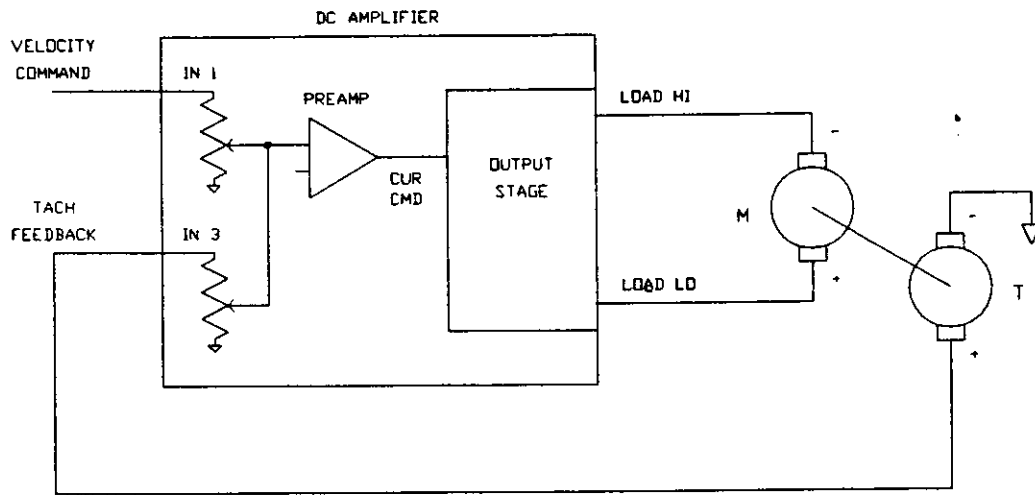 DC AMPLIFIER
VELOCITY
COMMAND
IN 1
PREAMP
LOAD HI
-
OUTPUT
STAGE
CUR
CMD
M
TACH
FEEDBACK
IN 3
-
LOAD LO
+
T
+